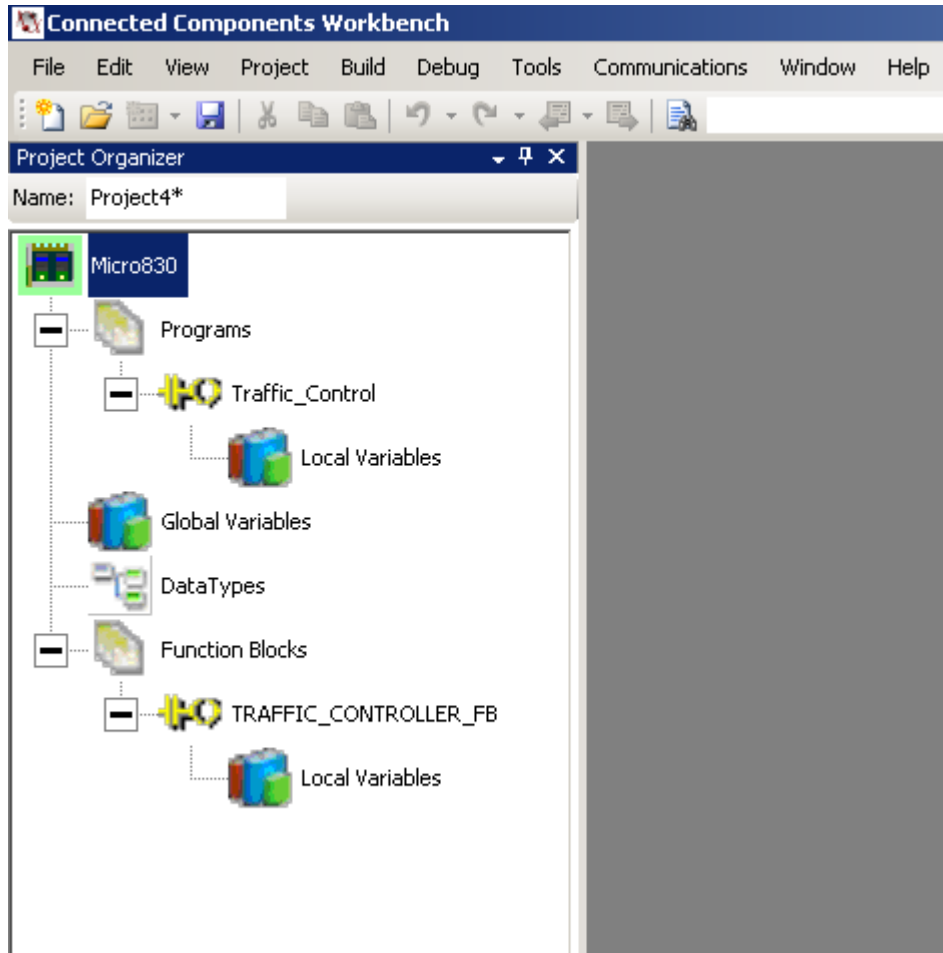 Connected Components Workbench
File Edit View Project Build Debug Tools Communications Window Help
Project Organizer
Name: Project4*
Micro830
Programs
Traffic_Control
Local Variables
Global Variables
DataTypes
Function Blocks
TRAFFIC_CONTROLLER_FB
Local Variables